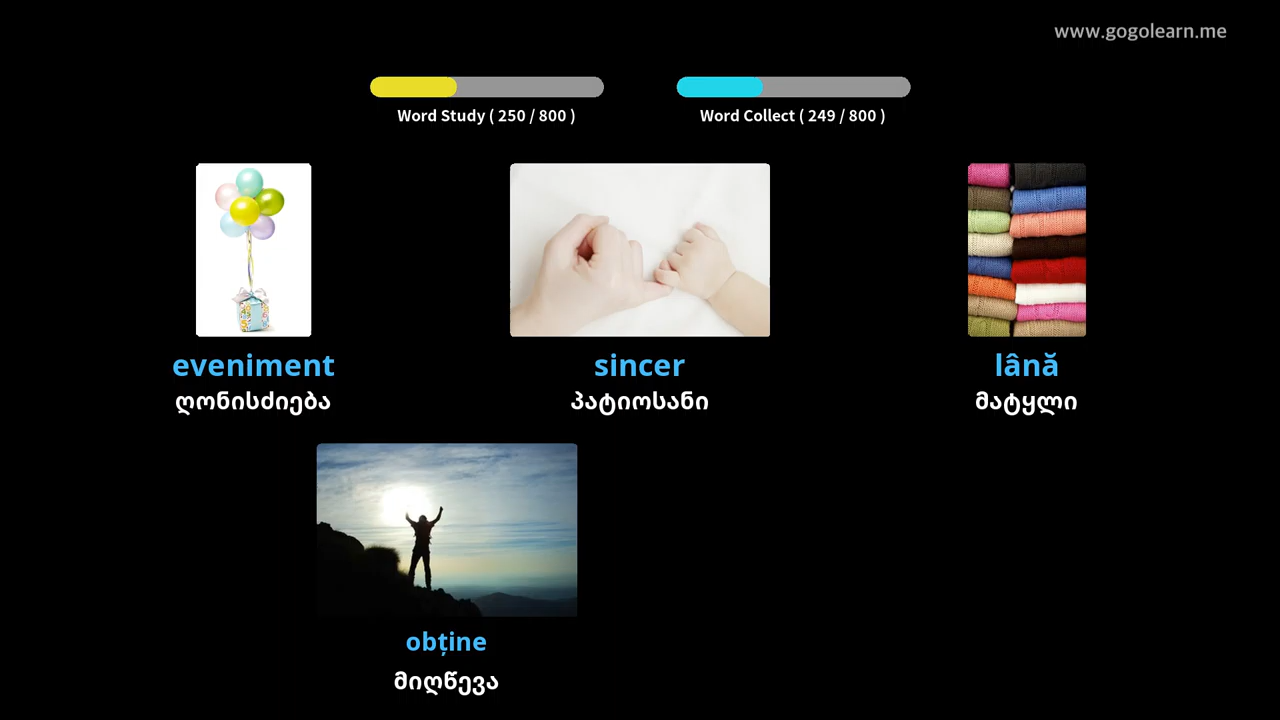 www.gogolearn.me
Word Study ( 250 / 800 )
Word Collect ( 249 / 800 )
eveniment
ღონისძიება
sincer
პატიოსანი
lână
მატყლი
obține
მიღწევა